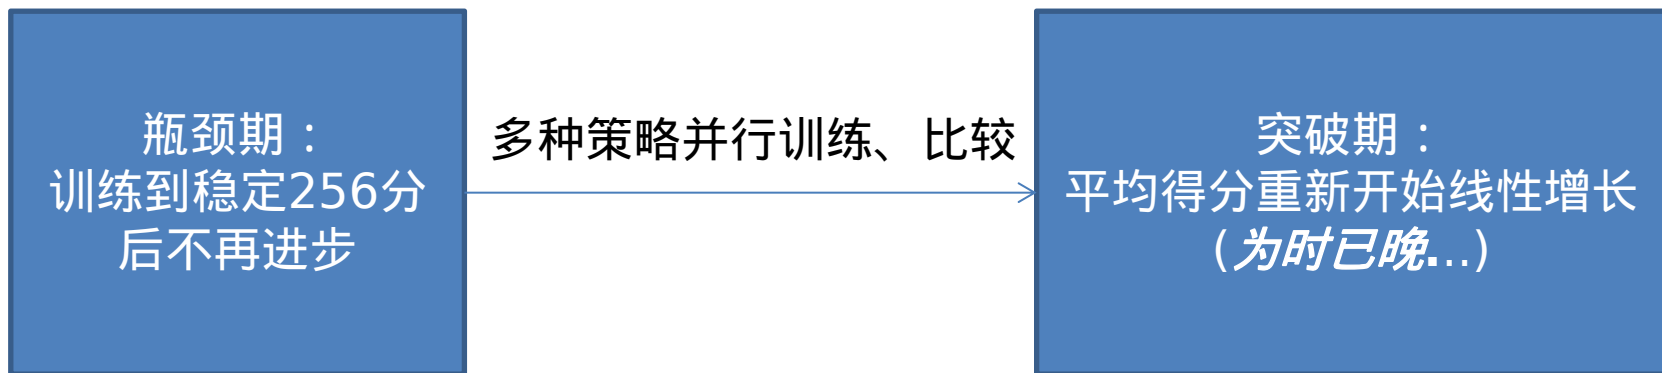 瓶颈期：
训练到稳定256分
后不再进步
多种策略并行训练、比较
突破期：
平均得分重新开始线性增长
(为时已晚...)